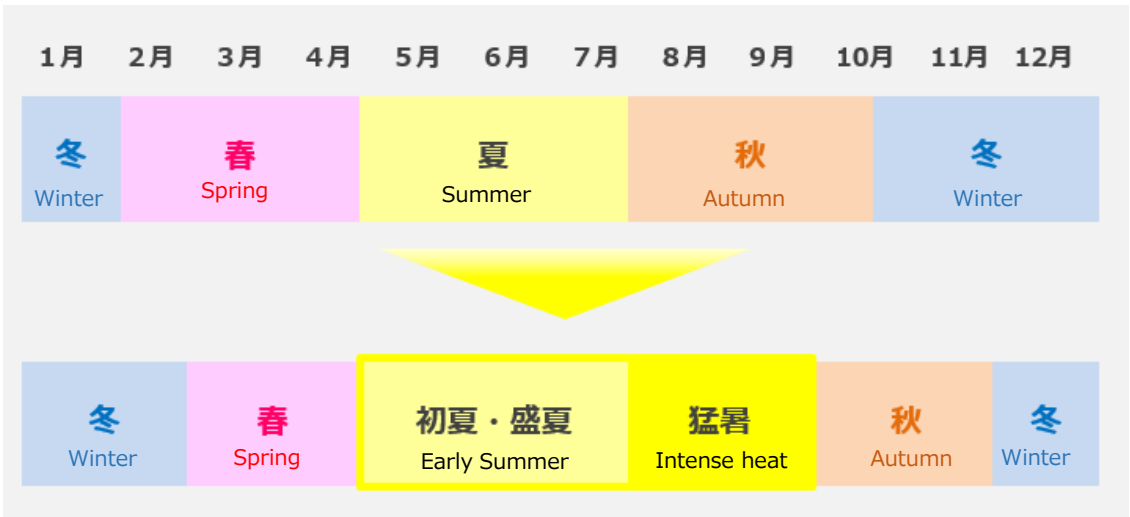 1月 2月 3月 4月 5月 6月 7月 8月 9月 10月 11月 12月
冬 春 夏 秋 冬
Winter Spring Summer Autumn Winter
冬 春 初夏・盛夏 猛暑 秋 冬
Winter Spring Early Summer Intense heat Autumn Winter